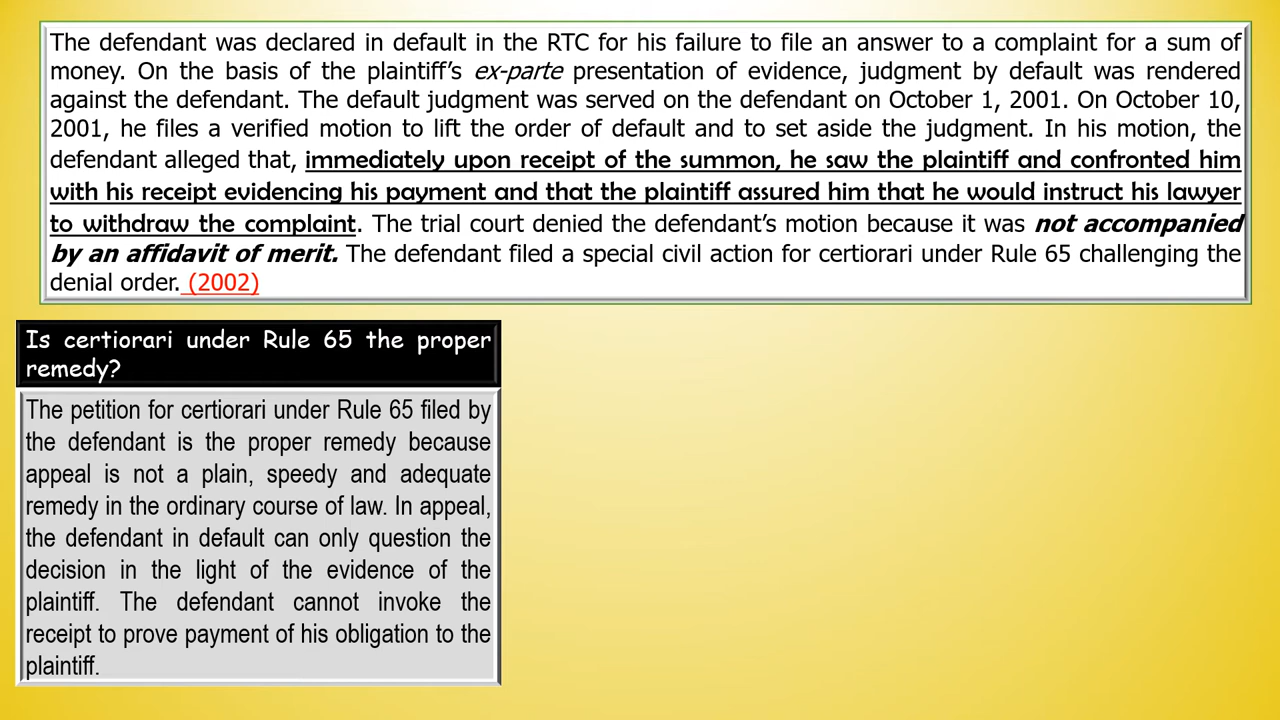 The defendant was declared in default in the RTC for his failure to file an answer to a complaint for a sum of
money. On the basis of the plaintiff's ex-parte presentation of evidence, judgment by default was rendered
against the defendant. The default judgment was served on the defendant on October 1, 2001. On October 10,
2001, he files a verified motion to lift the order of default and to set aside the judgment. In his motion, the
defendant alleged that, immediately upon receipt of the summon, he saw the plaintiff and confronted him
with his receipt evidencing his payment and that the plaintiff assured him that he would instruct his lawyer
to withdraw the complaint. The trial court denied the defendant's motion because it was not accompanied
by an affidavit of merit. The defendant filed a special civil action for certiorari under Rule 65 challenging the
denial order. (2002)
Is certiorari under Rule 65 the proper
remedy?
The petition for certiorari under Rule 65 filed by
the defendant is the proper remedy because
appeal is not a plain, speedy and adequate
remedy in the ordinary course of law. In appeal,
the defendant in default can only question the
decision in the light of the evidence of the
plaintiff. The defendant cannot invoke the
receipt to prove payment of his obligation to the
plaintiff.